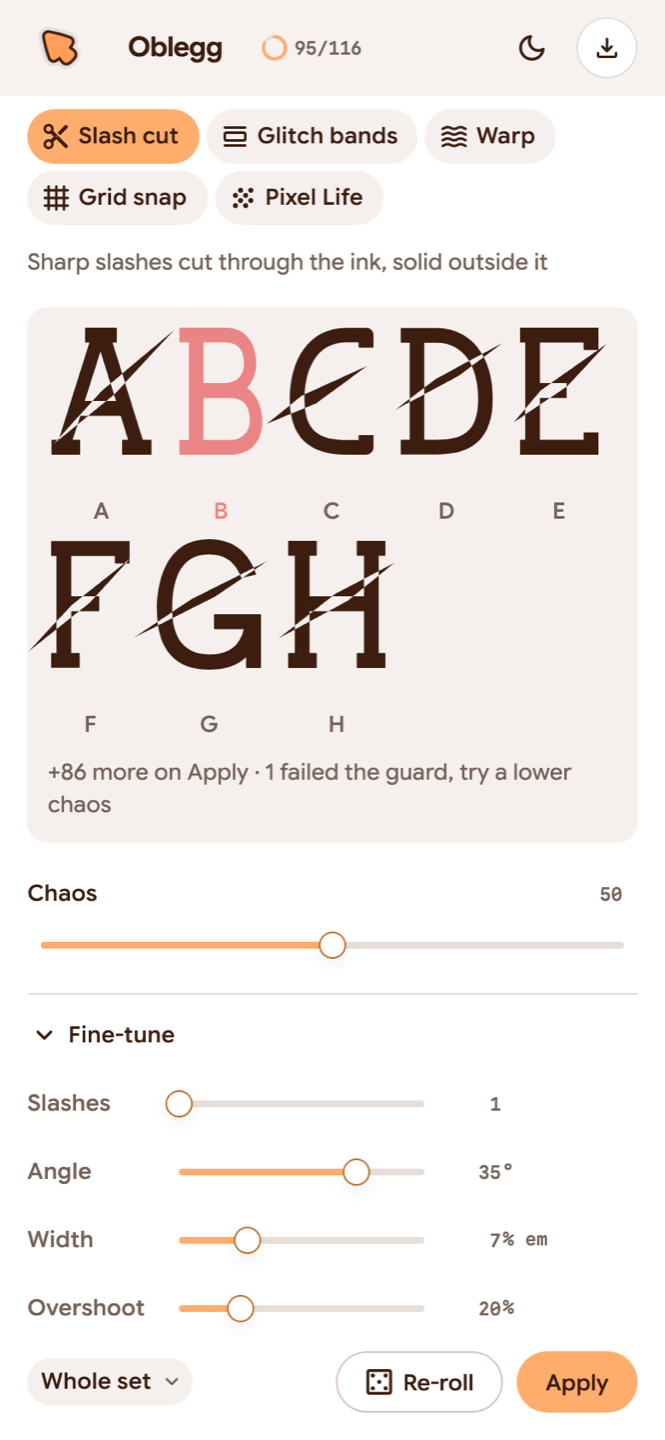 Oblegg 95/116
Slash cut Glitch bands Warp
Grid snap Pixel Life
Sharp slashes cut through the ink, solid outside it
A B C D E
A B C D E
F G H
F G H
+86 more on Apply · 1 failed the guard, try a lower
chaos
Chaos 50
Fine-tune
Slashes 1
Angle 35°
Width 7% em
Overshoot 20%
Whole set Re-roll Apply